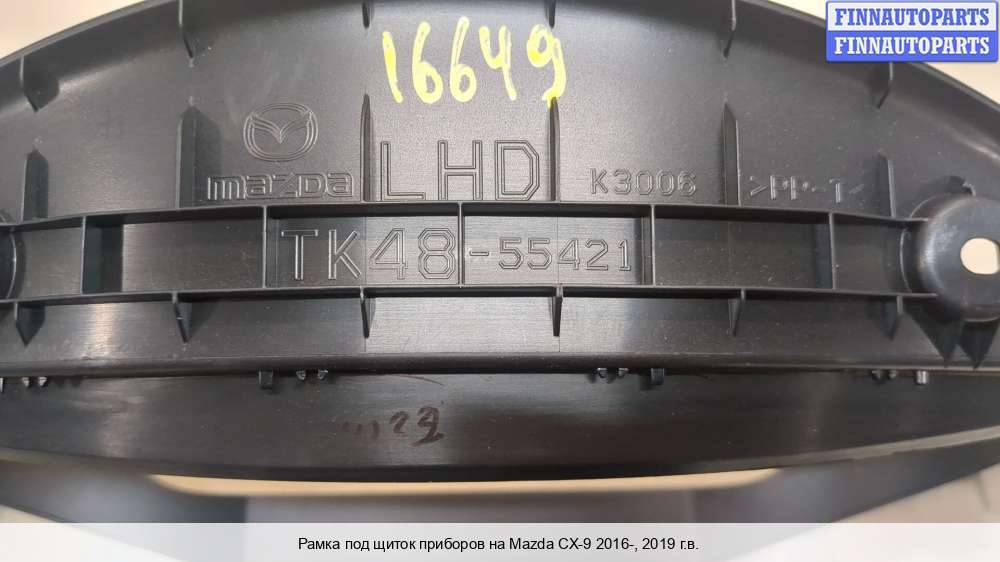 FINNAUTOPARTS
FINNAUTOPARTS
16649
mazda LHD K3006 >PP-T<
TK48-55421
Рамка под щиток приборов на Mazda CX-9 2016-, 2019 г.в.